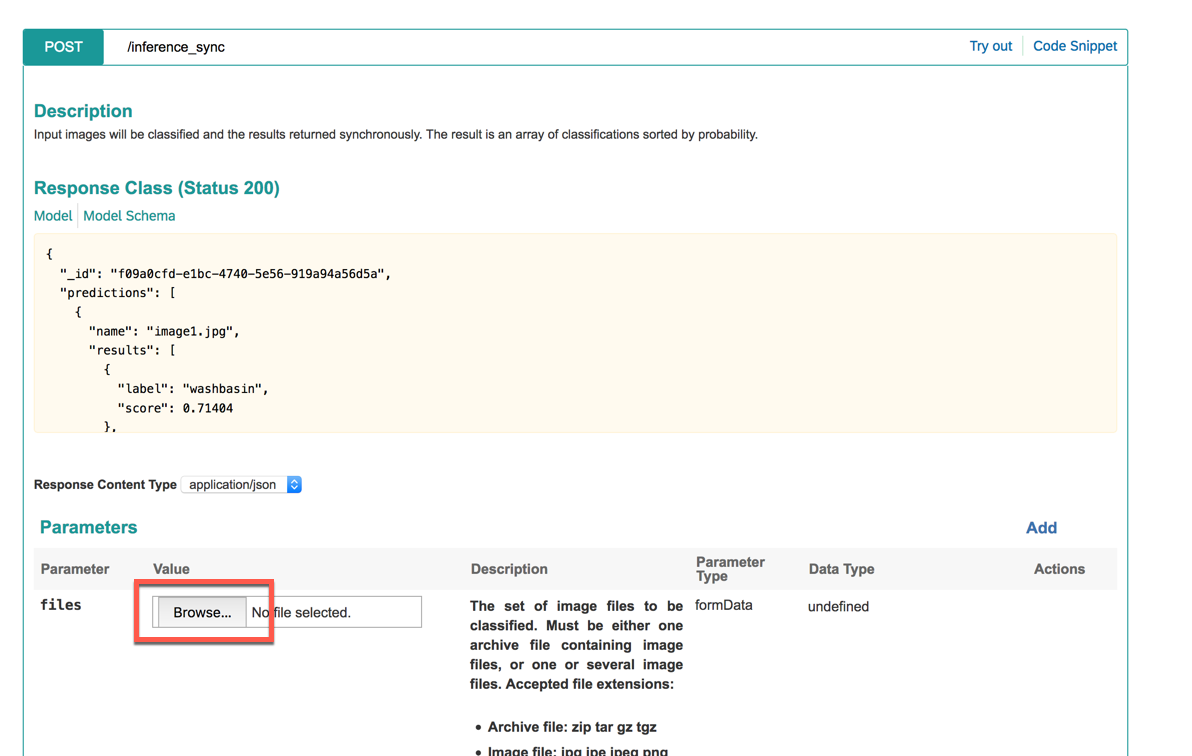 POST /inference_sync Try out Code Snippet
Description
Input images will be classified and the results returned synchronously. The result is an array of classifications sorted by probability.
Response Class (Status 200)
Model Model Schema
{
"_id": "f09a0cfd-e1bc-4740-5e56-919a94a56d5a",
"predictions": [
{
"name": "image1.jpg",
"results": [
{
"label": "washbasin",
"score": 0.71404
},
Response Content Type application/json
Parameters Add
Parameter Value Description Parameter Type Data Type Actions
files Browse... No file selected. The set of image files to be formData undefined
classified. Must be either one
archive file containing image
files, or one or several image
files. Accepted file extensions:
• Archive file: zip tar gz tgz
• Image file: jpg jpe jpeg png